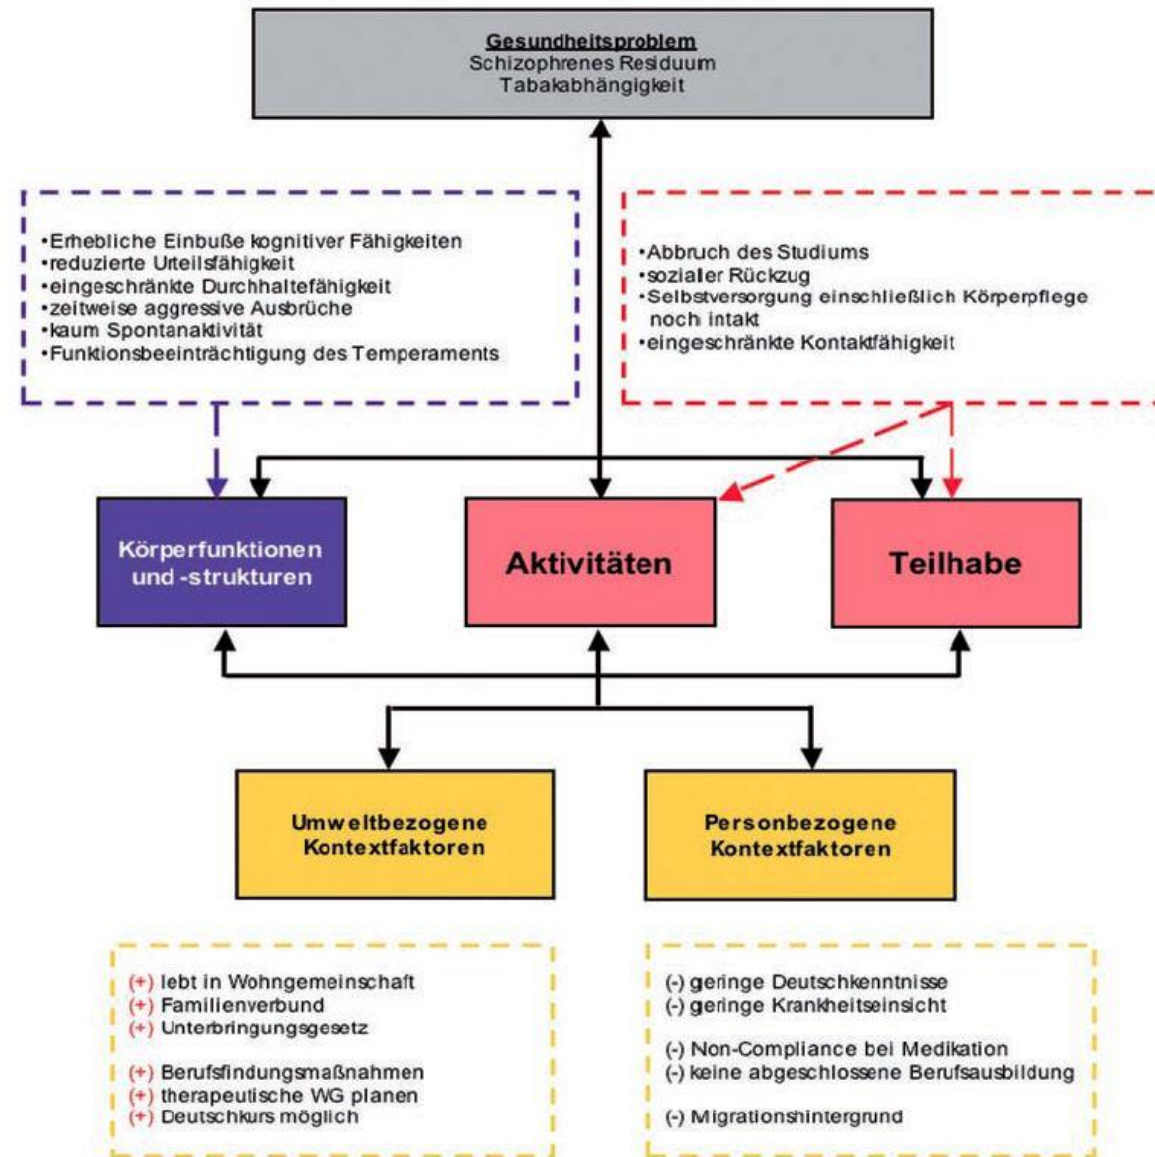 Gesundheitsproblem
Schizophrenes Residuum
Tabakabhängigkeit
•Erhebliche Einbuße kognitiver Fähigkeiten
•reduzierte Urteilsfähigkeit
•eingeschränkte Durchhaltefähigkeit
•zeitweise aggressive Ausbrüche
•kaum Spontanaktivität
•Funktionsbeeinträchtigung des Temperaments
•Abbruch des Studiums
•sozialer Rückzug
•Selbstversorgung einschließlich Körperpflege
noch intakt
•eingeschränkte Kontaktfähigkeit
Körperfunktionen
und -strukturen
Aktivitäten
Teilhabe
Umweltbezogene
Kontextfaktoren
Personbezogene
Kontextfaktoren
(+) lebt in Wohngemeinschaft
(+) Familienverbund
(+) Unterbringungsgesetz
(+) Berufsfindungsmaßnahmen
(+) therapeutische WG planen
(+) Deutschkurs möglich
(-) geringe Deutschkenntnisse
(-) geringe Krankheitseinsicht
(-) Non-Compliance bei Medikation
(-) keine abgeschlossene Berufsausbildung
(-) Migrationshintergrund